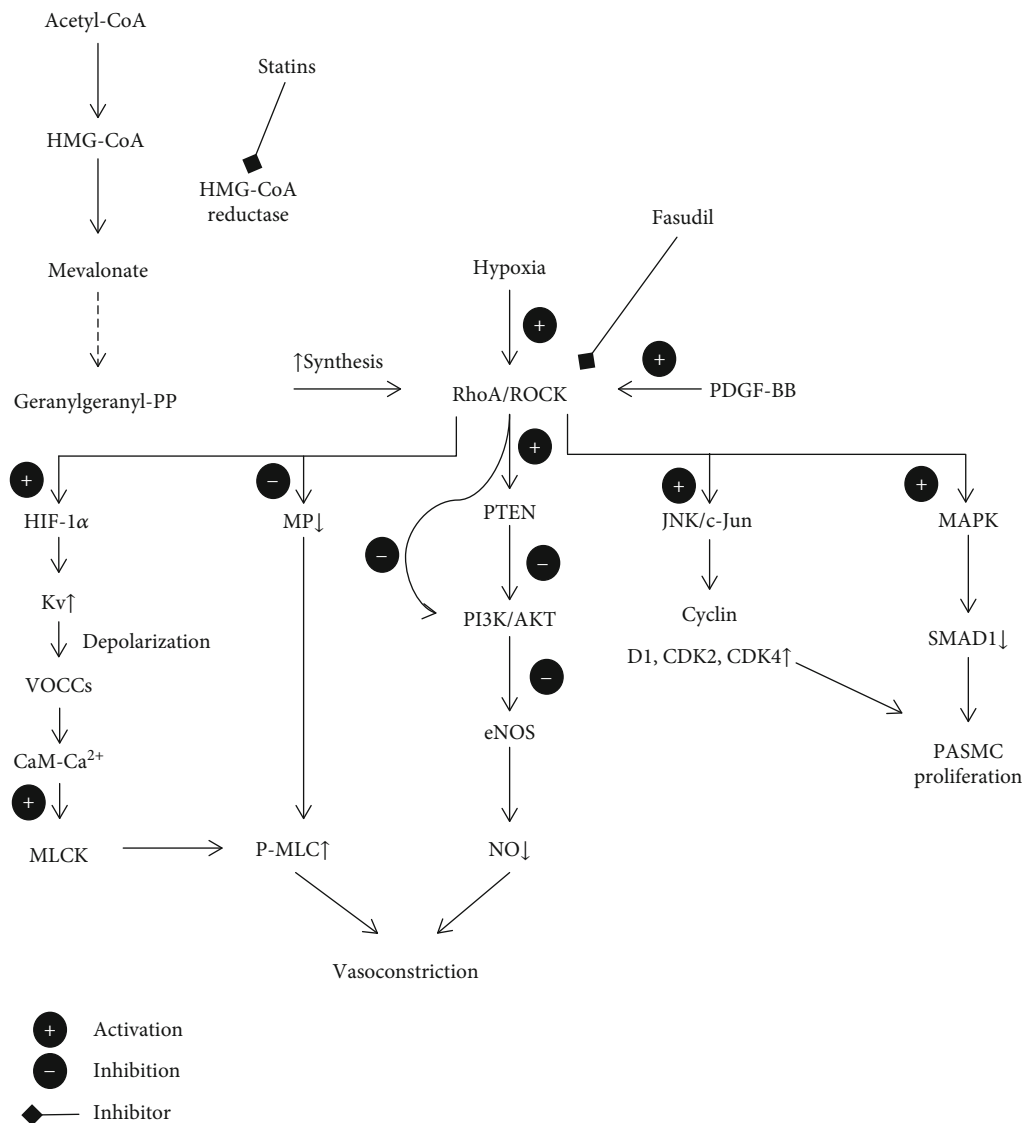 Acetyl-CoA
Statins
HMG-CoA
HMG-CoA
reductase
Fasudil
Mevalonate
Hypoxia
+
↑Synthesis
+
Geranylgeranyl-PP
RhoA/ROCK
PDGF-BB
+
−
+
+
+
HIF-1α
MP↓
PTEN
JNK/c-Jun
MAPK
−
−
Kv↑
PI3K/AKT
Cyclin
D1, CDK2, CDK4↑
SMAD1↓
Depolarization
−
VOCCs
eNOS
CaM-Ca²⁺
PASMC
proliferation
+
MLCK
P-MLC↑
NO↓
Vasoconstriction
+ Activation
− Inhibition
Inhibitor